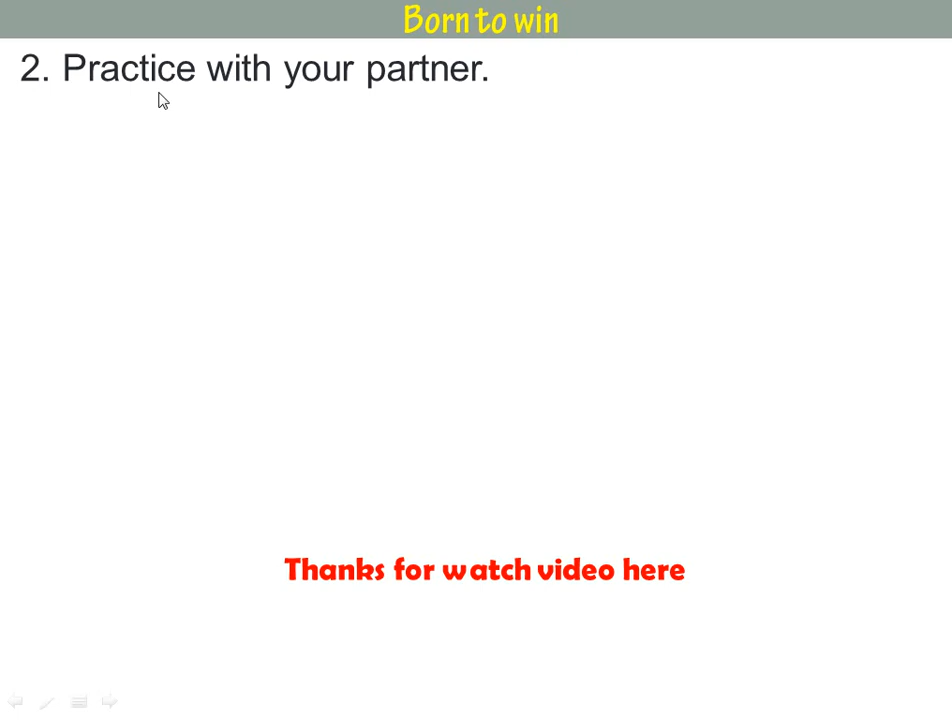 Born to win
2. Practice with your partner.
Thanks for watch video here